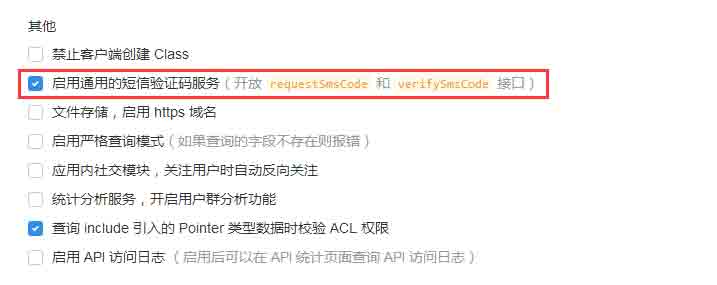 其他
禁止客户端创建 Class
启用通用的短信验证码服务（开放 requestSmsCode 和 verifySmsCode 接口）
文件存储，启用 https 域名
启用严格查询模式（如果查询的字段不存在则报错）
应用内社交模块，关注用户时自动反向关注
统计分析服务，开启用户群分析功能
查询 include 引入的 Pointer 类型数据时校验 ACL 权限
启用 API 访问日志（启用后可以在 API 统计页面查询 API 访问日志）